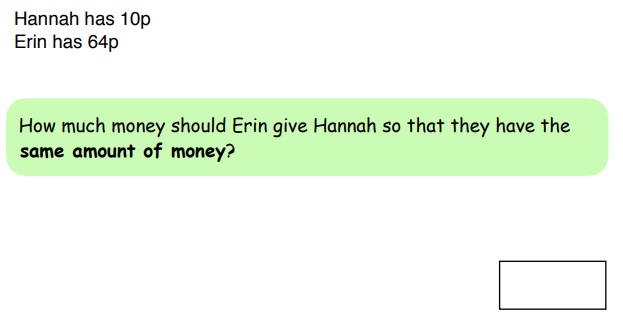 Hannah has 10p
Erin has 64p
How much money should Erin give Hannah so that they have the
same amount of money?